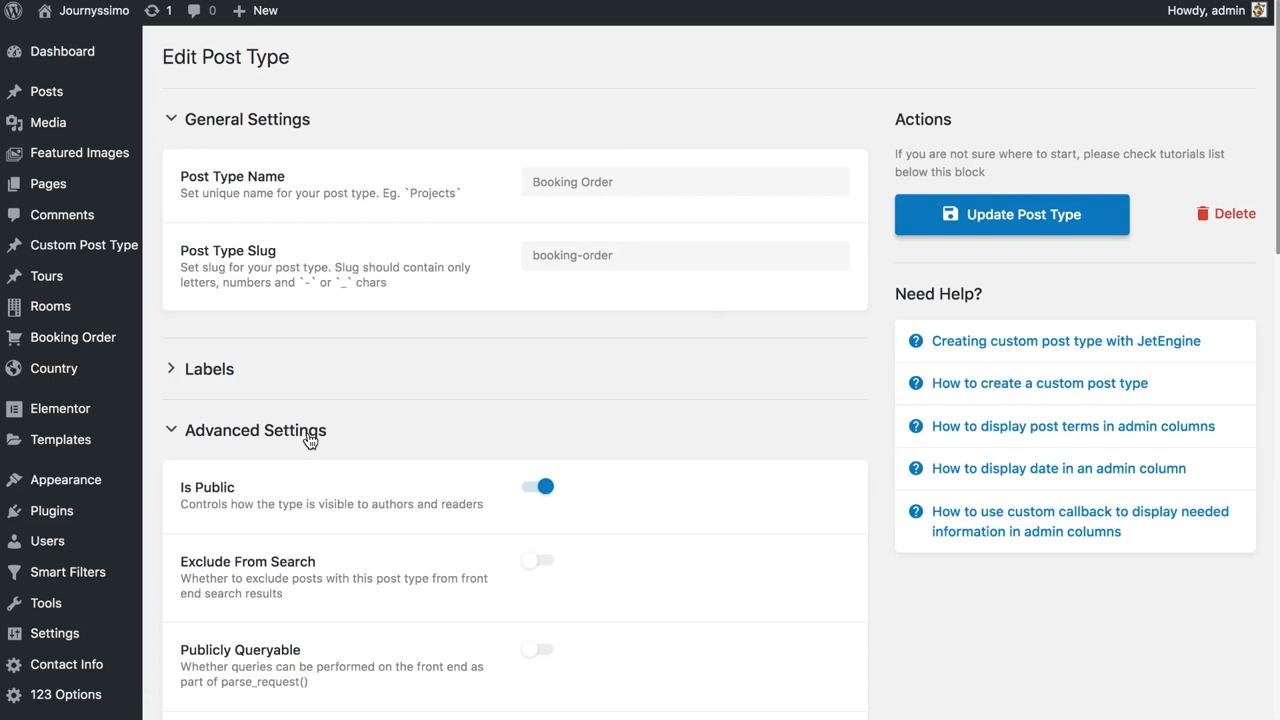 Journyssimo 1 0 New Howdy, admin
Dashboard
Posts
Media
Featured Images
Pages
Comments
Custom Post Type
Tours
Rooms
Booking Order
Country
Elementor
Templates
Appearance
Plugins
Users
Smart Filters
Tools
Settings
Contact Info
123 Options
Edit Post Type
General Settings
Post Type Name
Set unique name for your post type. Eg. `Projects`
Booking Order
Post Type Slug
Set slug for your post type. Slug should contain only
letters, numbers and `-` or `_` chars
booking-order
Labels
Advanced Settings
Is Public
Controls how the type is visible to authors and readers
Exclude From Search
Whether to exclude posts with this post type from front
end search results
Publicly Queryable
Whether queries can be performed on the front end as
part of parse_request()
Actions
If you are not sure where to start, please check tutorials list
below this block
Update Post Type
Delete
Need Help?
Creating custom post type with JetEngine
How to create a custom post type
How to display post terms in admin columns
How to display date in an admin column
How to use custom callback to display needed
information in admin columns